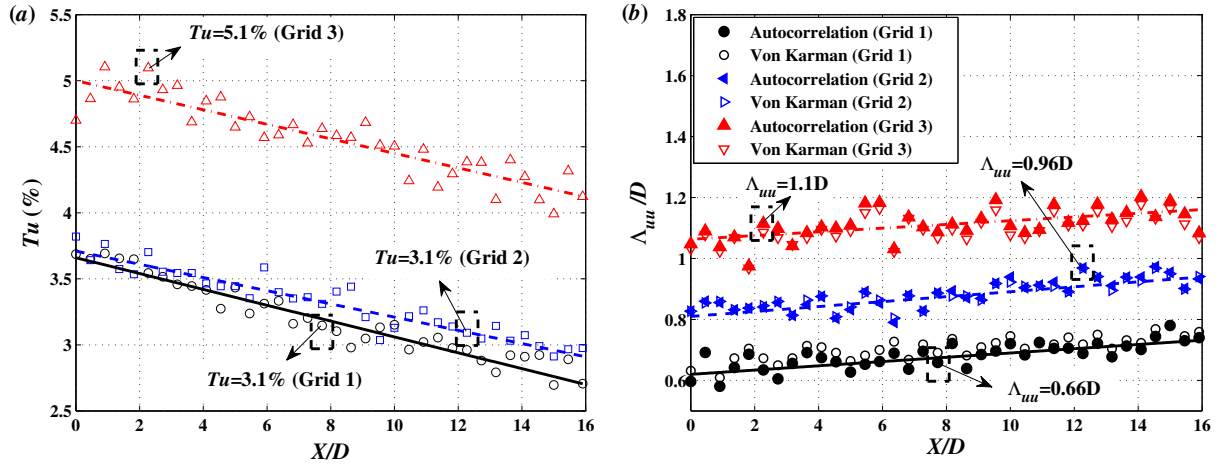 (a)
5.5
5
4.5
4
3.5
3
2.5
Tu (%)
0 2 4 6 8 10 12 14 16
X/D
Tu=5.1% (Grid 3)
Tu=3.1% (Grid 2)
Tu=3.1% (Grid 1)
(b)
1.8
1.6
1.4
1.2
1
0.8
0.6
Λuu/D
0 2 4 6 8 10 12 14 16
X/D
Autocorrelation (Grid 1)
Von Karman (Grid 1)
Autocorrelation (Grid 2)
Von Karman (Grid 2)
Autocorrelation (Grid 3)
Von Karman (Grid 3)
Λuu=1.1D
Λuu=0.96D
Λuu=0.66D